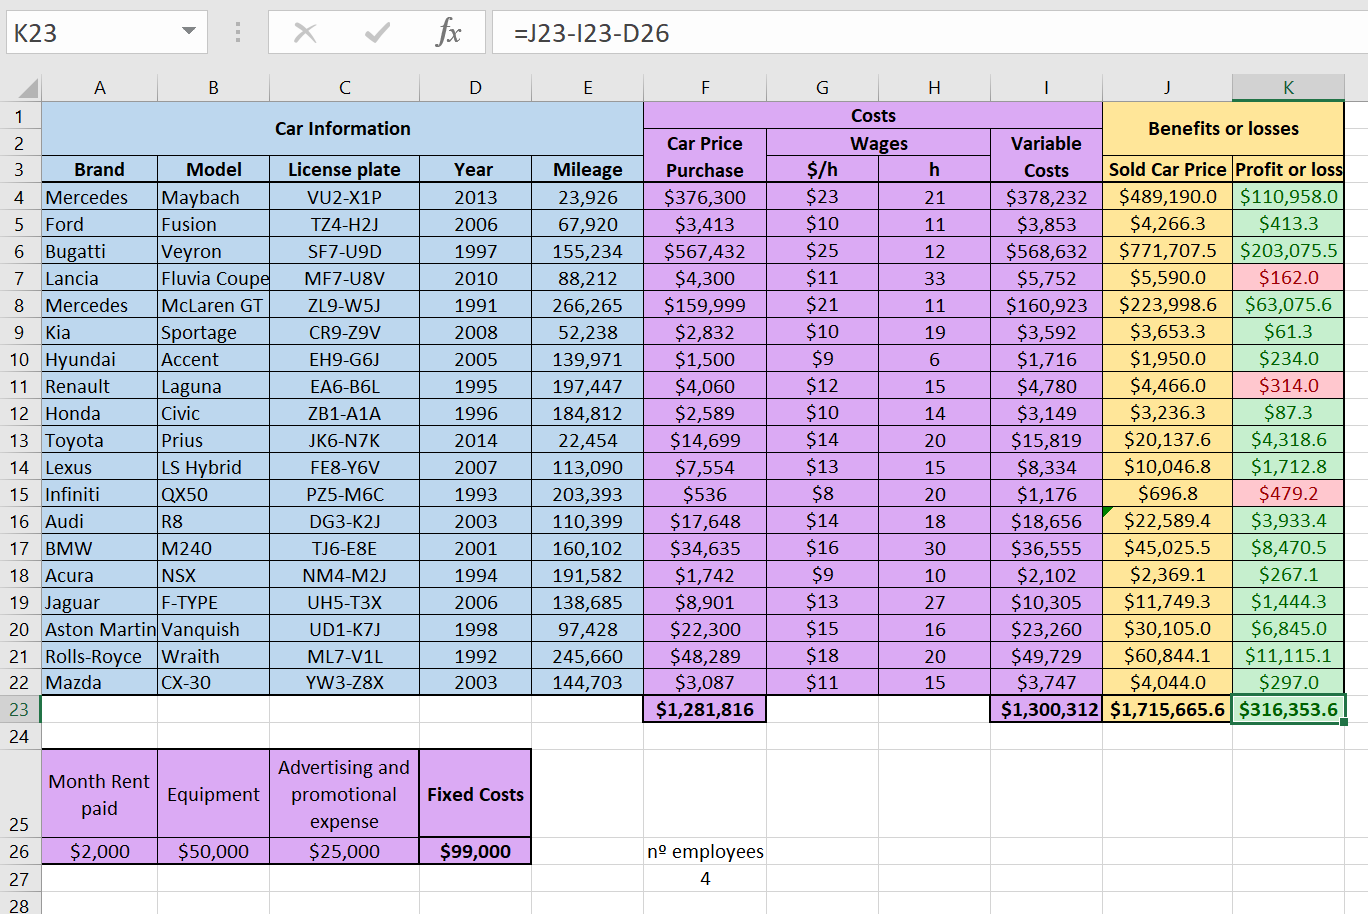 K23 fx =J23-I23-D26
A B C D E F G H I J K
1 Car Information Costs Benefits or losses
2 Car Price Wages Variable
3 Brand Model License plate Year Mileage Purchase $/h h Costs Sold Car Price Profit or loss
4 Mercedes Maybach VU2-X1P 2013 23,926 $376,300 $23 21 $378,232 $489,190.0 $110,958.0
5 Ford Fusion TZ4-H2J 2006 67,920 $3,413 $10 11 $3,853 $4,266.3 $413.3
6 Bugatti Veyron SF7-U9D 1997 155,234 $567,432 $25 12 $568,632 $771,707.5 $203,075.5
7 Lancia Fluvia Coupe MF7-U8V 2010 88,212 $4,300 $11 33 $5,752 $5,590.0 $162.0
8 Mercedes McLaren GT ZL9-W5J 1991 266,265 $159,999 $21 11 $160,923 $223,998.6 $63,075.6
9 Kia Sportage CR9-Z9V 2008 52,238 $2,832 $10 19 $3,592 $3,653.3 $61.3
10 Hyundai Accent EH9-G6J 2005 139,971 $1,500 $9 6 $1,716 $1,950.0 $234.0
11 Renault Laguna EA6-B6L 1995 197,447 $4,060 $12 15 $4,780 $4,466.0 $314.0
12 Honda Civic ZB1-A1A 1996 184,812 $2,589 $10 14 $3,149 $3,236.3 $87.3
13 Toyota Prius JK6-N7K 2014 22,454 $14,699 $14 20 $15,819 $20,137.6 $4,318.6
14 Lexus LS Hybrid FE8-Y6V 2007 113,090 $7,554 $13 15 $8,334 $10,046.8 $1,712.8
15 Infiniti QX50 PZ5-M6C 1993 203,393 $536 $8 20 $1,176 $696.8 $479.2
16 Audi R8 DG3-K2J 2003 110,399 $17,648 $14 18 $18,656 $22,589.4 $3,933.4
17 BMW M240 TJ6-E8E 2001 160,102 $34,635 $16 30 $36,555 $45,025.5 $8,470.5
18 Acura NSX NM4-M2J 1994 191,582 $1,742 $9 10 $2,102 $2,369.1 $267.1
19 Jaguar F-TYPE UH5-T3X 2006 138,685 $8,901 $13 27 $10,305 $11,749.3 $1,444.3
20 Aston Martin Vanquish UD1-K7J 1998 97,428 $22,300 $15 16 $23,260 $30,105.0 $6,845.0
21 Rolls-Royce Wraith ML7-V1L 1992 245,660 $48,289 $18 20 $49,729 $60,844.1 $11,115.1
22 Mazda CX-30 YW3-Z8X 2003 144,703 $3,087 $11 15 $3,747 $4,044.0 $297.0
23 $1,281,816 $1,300,312 $1,715,665.6 $316,353.6
24
Month Rent paid Equipment Advertising and promotional expense Fixed Costs
25
26 $2,000 $50,000 $25,000 $99,000 nº employees
27 4
28